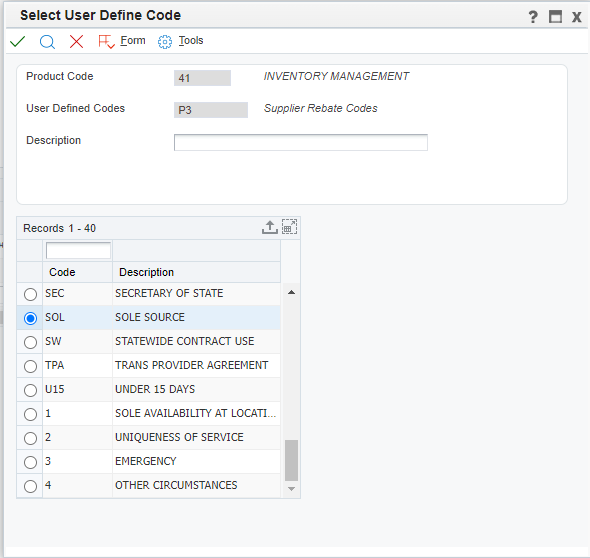 Select User Define Code
Form Tools
Product Code 41 INVENTORY MANAGEMENT
User Defined Codes P3 Supplier Rebate Codes
Description
Records 1 - 40
Code Description
SEC SECRETARY OF STATE
SOL SOLE SOURCE
SW STATEWIDE CONTRACT USE
TPA TRANS PROVIDER AGREEMENT
U15 UNDER 15 DAYS
1 SOLE AVAILABILITY AT LOCATI...
2 UNIQUENESS OF SERVICE
3 EMERGENCY
4 OTHER CIRCUMSTANCES